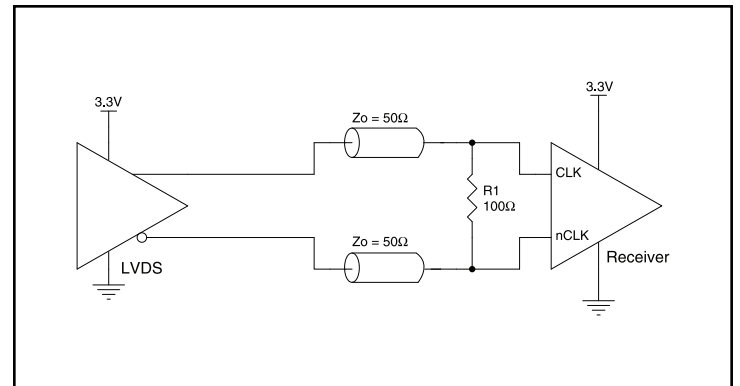 3.3V
3.3V
Zo = 50Ω
CLK
R1
100Ω
nCLK
Zo = 50Ω
LVDS
Receiver